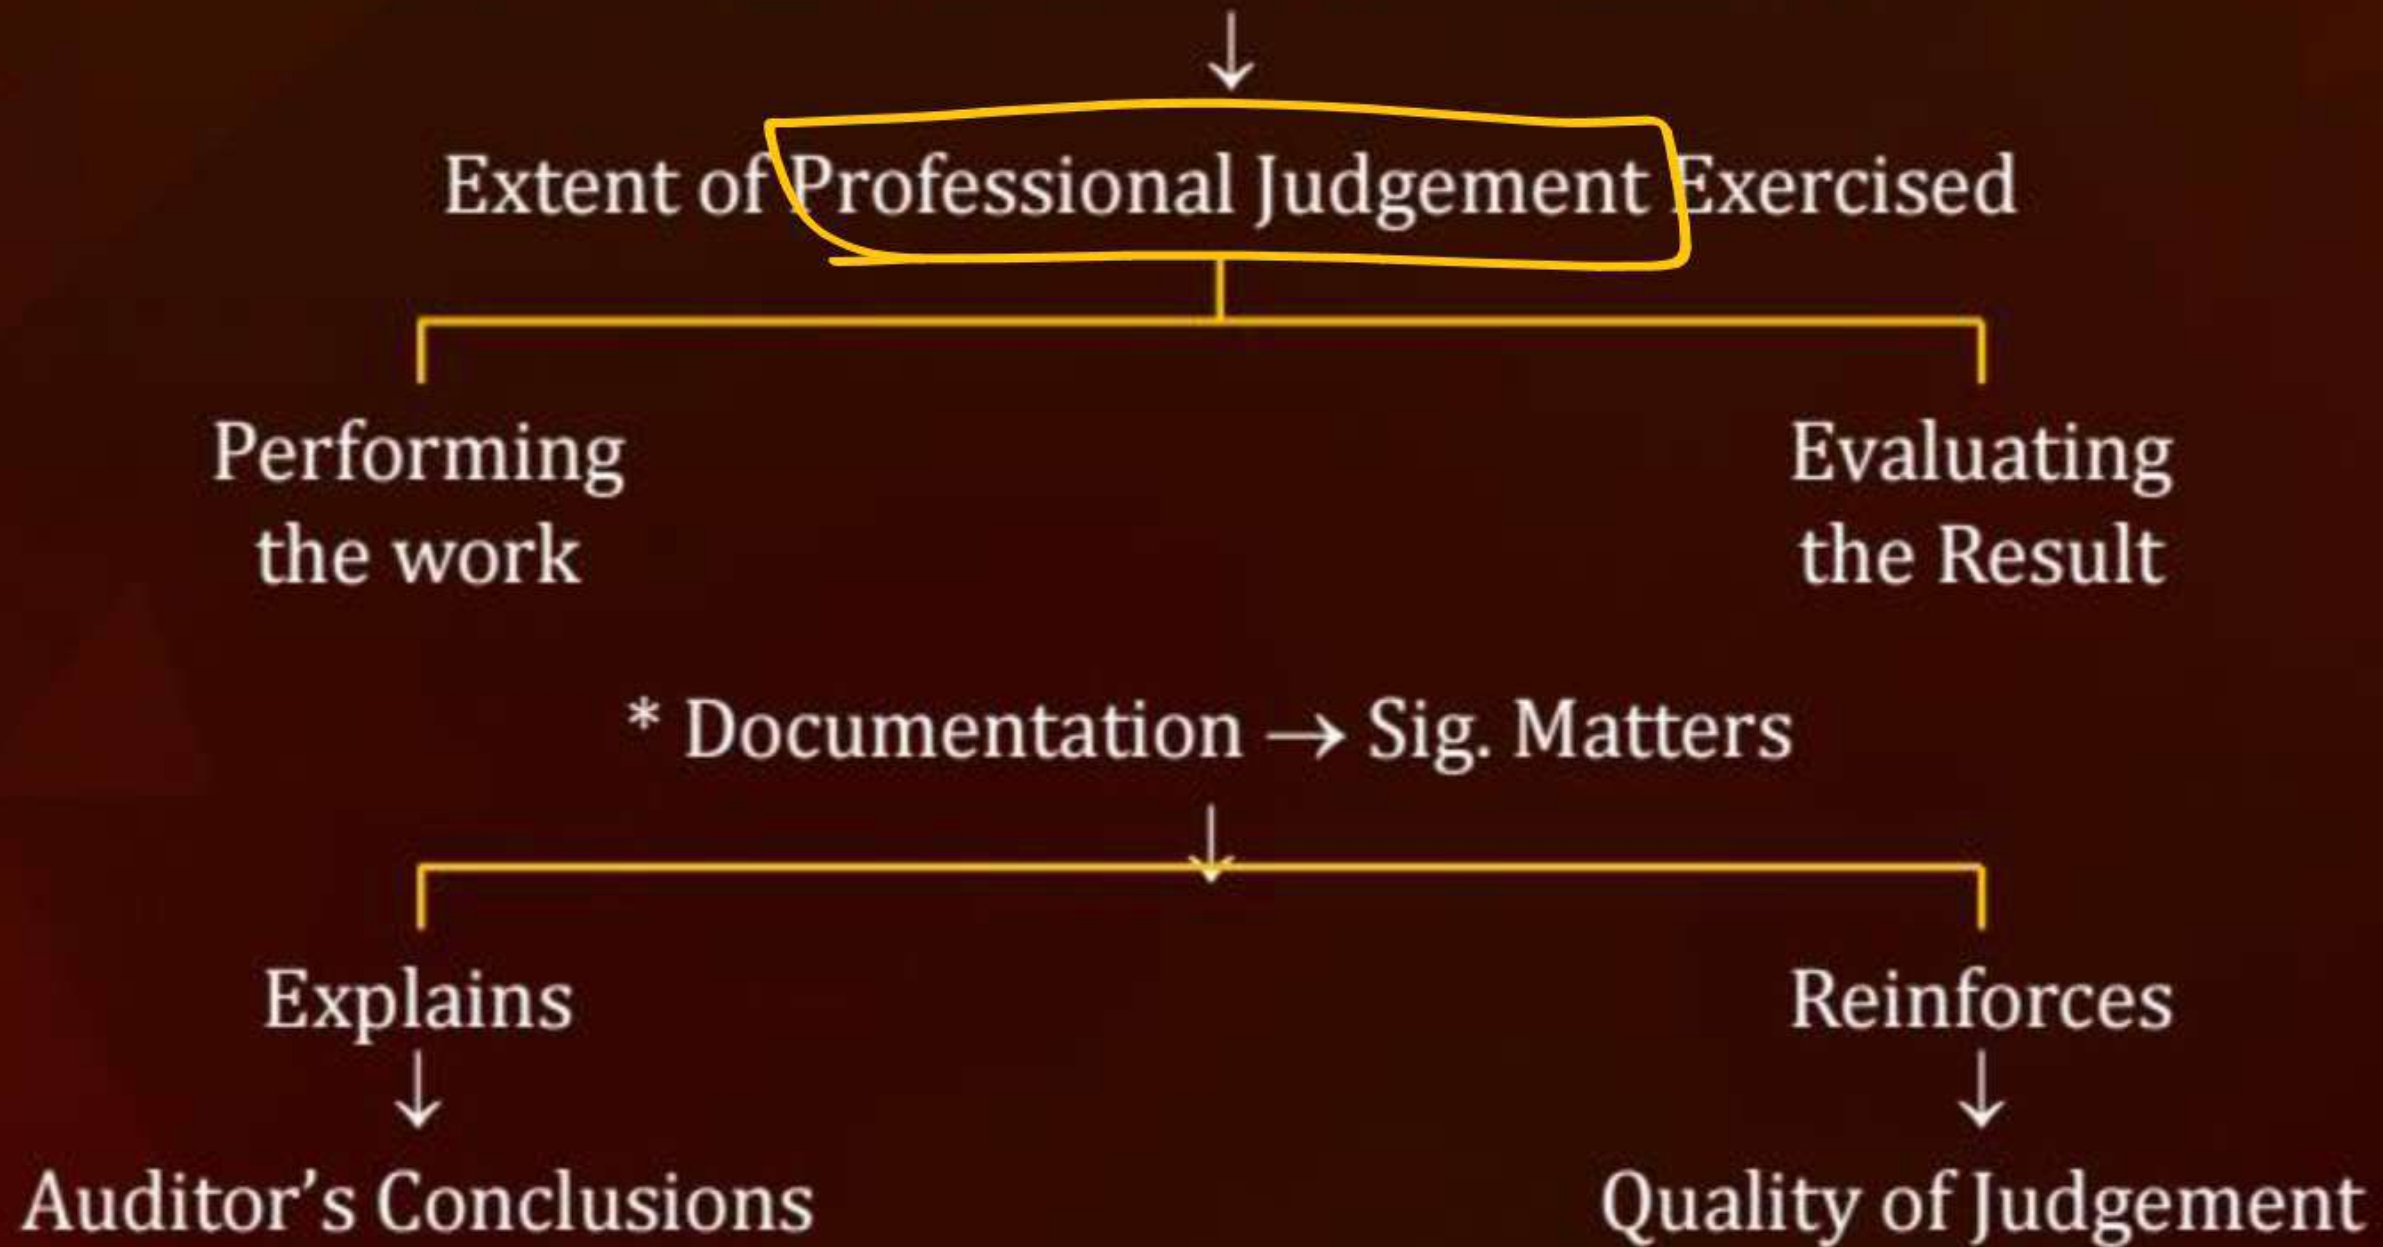 ↓
Extent of Professional Judgement Exercised
Performing
the work
Evaluating
the Result
* Documentation → Sig. Matters
↓
Explains
↓
Auditor’s Conclusions
Reinforces
↓
Quality of Judgement